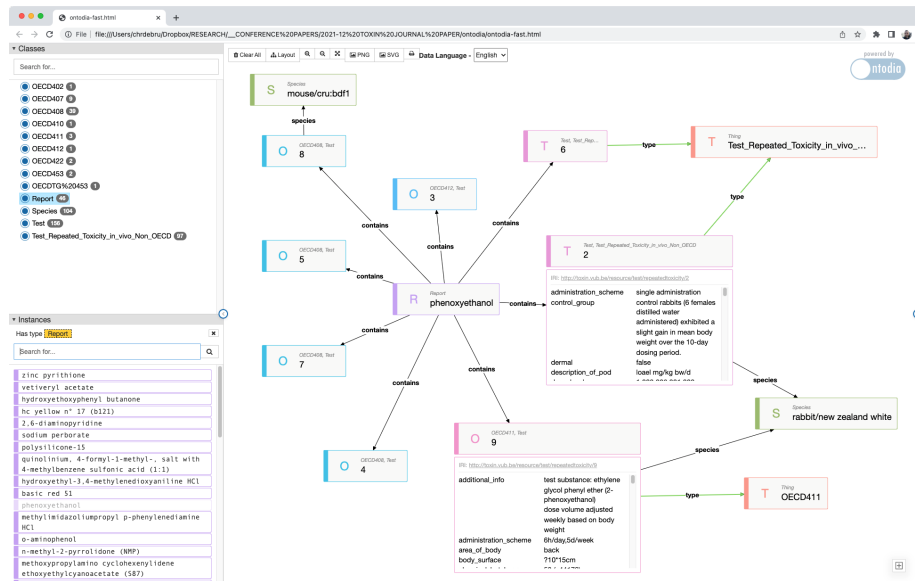 ontodia-fast.html
File | file:///Users/chrdebru/Dropbox/RESEARCH/__CONFERENCE%20PAPERS/2021-12%20TOXIN%20JOURNAL%20PAPER/ontodia/ontodia-fast.html
Classes
Search for...
OECD402 1
OECD407
OECD408 39
OECD410 1
OECD411 3
OECD412 1
OECD422 2
OECD453 2
OECDTG%20453 1
Report 46
Species 104
Test 156
Test_Repeated_Toxicity_in_vivo_Non_OECD 97
Instances
Has type Report
Search for...
zinc pyrithione
vetiveryl acetate
hydroxyethoxyphenyl butanone
hc yellow n° 17 (b121)
2,6-diaminopyridine
sodium perborate
polysilicone-15
quinolinium, 4-formyl-1-methyl-, salt with
4-methylbenzene sulfonic acid (1:1)
hydroxyethyl-3,4-methylenedioxyaniline HCl
basic red 51
phenoxyethanol
methylimidazoliumpropyl p-phenylenediamine
HCl
o-aminophenol
n-methyl-2-pyrrolidone (NMP)
methoxypropylamino cyclohexenylidene
ethoxyethylcyanoacetate (S87)
Clear All Layout PNG SVG Data Language - English
powered by
ntodia
S Species
mouse/cru:bdf1
species
O OECD408, Test
8
T Test, Test_Rep...
6
type
T Thing
Test_Repeated_Toxicity_in_vivo_...
O OECD412, Test
3
type
contains
contains
contains
O OECD408, Test
5
contains
T Test, Test_Repeated_Toxicity_in_vivo_Non_OECD
2
IRI: http://toxin.vub.be/resource/test/repeatedtoxicity/2
administration_scheme single administration
control_group control rabbits (6 females
distilled water
administered) exhibited a
slight gain in mean body
weight over the 10-day
dosing period.
dermal false
description_of_pod loael mg/kg bw/d
R Report
phenoxyethanol
contains
contains
O OECD408, Test
7
contains
contains
species
S Species
rabbit/new zealand white
species
O OECD411, Test
9
IRI: http://toxin.vub.be/resource/test/repeatedtoxicity/9
additional_info test substance: ethylene
glycol phenyl ether (2-
phenoxyethanol)
dose volume adjusted
weekly based on body
weight
administration_scheme 6h/day,5d/week
area_of_body back
body_surface ?10*15cm
O OECD408, Test
4
type
T Thing
OECD411